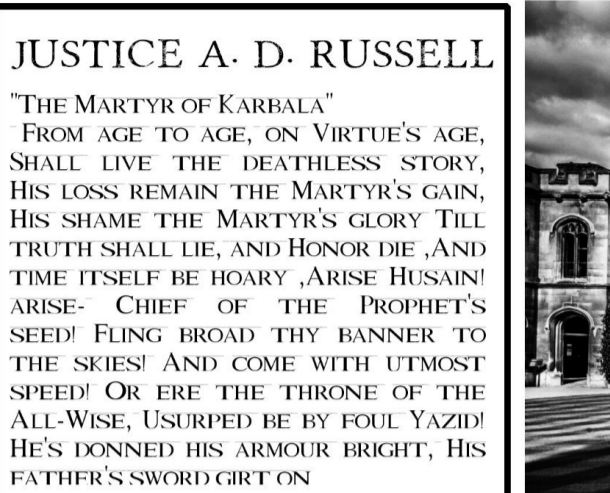 JUSTICE A. D. RUSSELL
"THE MARTYR OF KARBALA"
FROM AGE TO AGE, ON VIRTUE'S AGE,
SHALL LIVE THE DEATHLESS STORY,
HIS LOSS REMAIN THE MARTYR'S GAIN,
HIS SHAME THE MARTYR'S GLORY TILL
TRUTH SHALL LIE, AND HONOR DIE ,AND
TIME ITSELF BE HOARY ,ARISE HUSAIN!
ARISE- CHIEF OF THE PROPHET'S
SEED! FLING BROAD THY BANNER TO
THE SKIES! AND COME WITH UTMOST
SPEED! OR ERE THE THRONE OF THE
ALL-WISE, USURPED BE BY FOUL YAZID!
HE'S DONNED HIS ARMOUR BRIGHT, HIS
FATHER'S SWORD GIRT ON